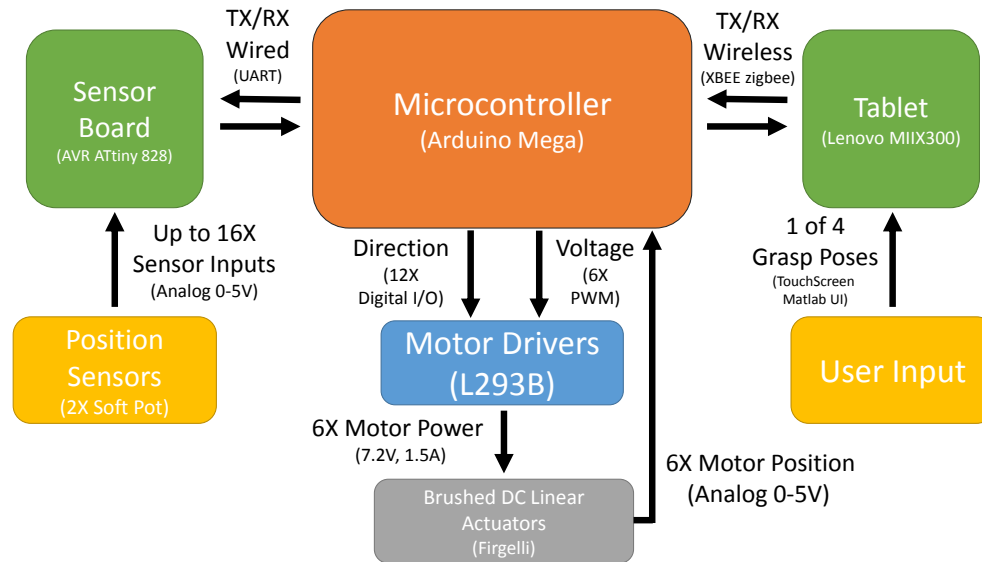 TX/RX
Wired
(UART)
Microcontroller
(Arduino Mega)
TX/RX
Wireless
(XBEE zigbee)
Sensor
Board
(AVR ATtiny 828)
Tablet
(Lenovo MIIX300)
Up to 16X
Sensor Inputs
(Analog 0-5V)
Direction
(12X
Digital I/O)
Voltage
(6X
PWM)
1 of 4
Grasp Poses
(TouchScreen
Matlab UI)
Position
Sensors
(2X Soft Pot)
Motor Drivers
(L293B)
User Input
6X Motor Power
(7.2V, 1.5A)
6X Motor Position
(Analog 0-5V)
Brushed DC Linear
Actuators
(Firgelli)